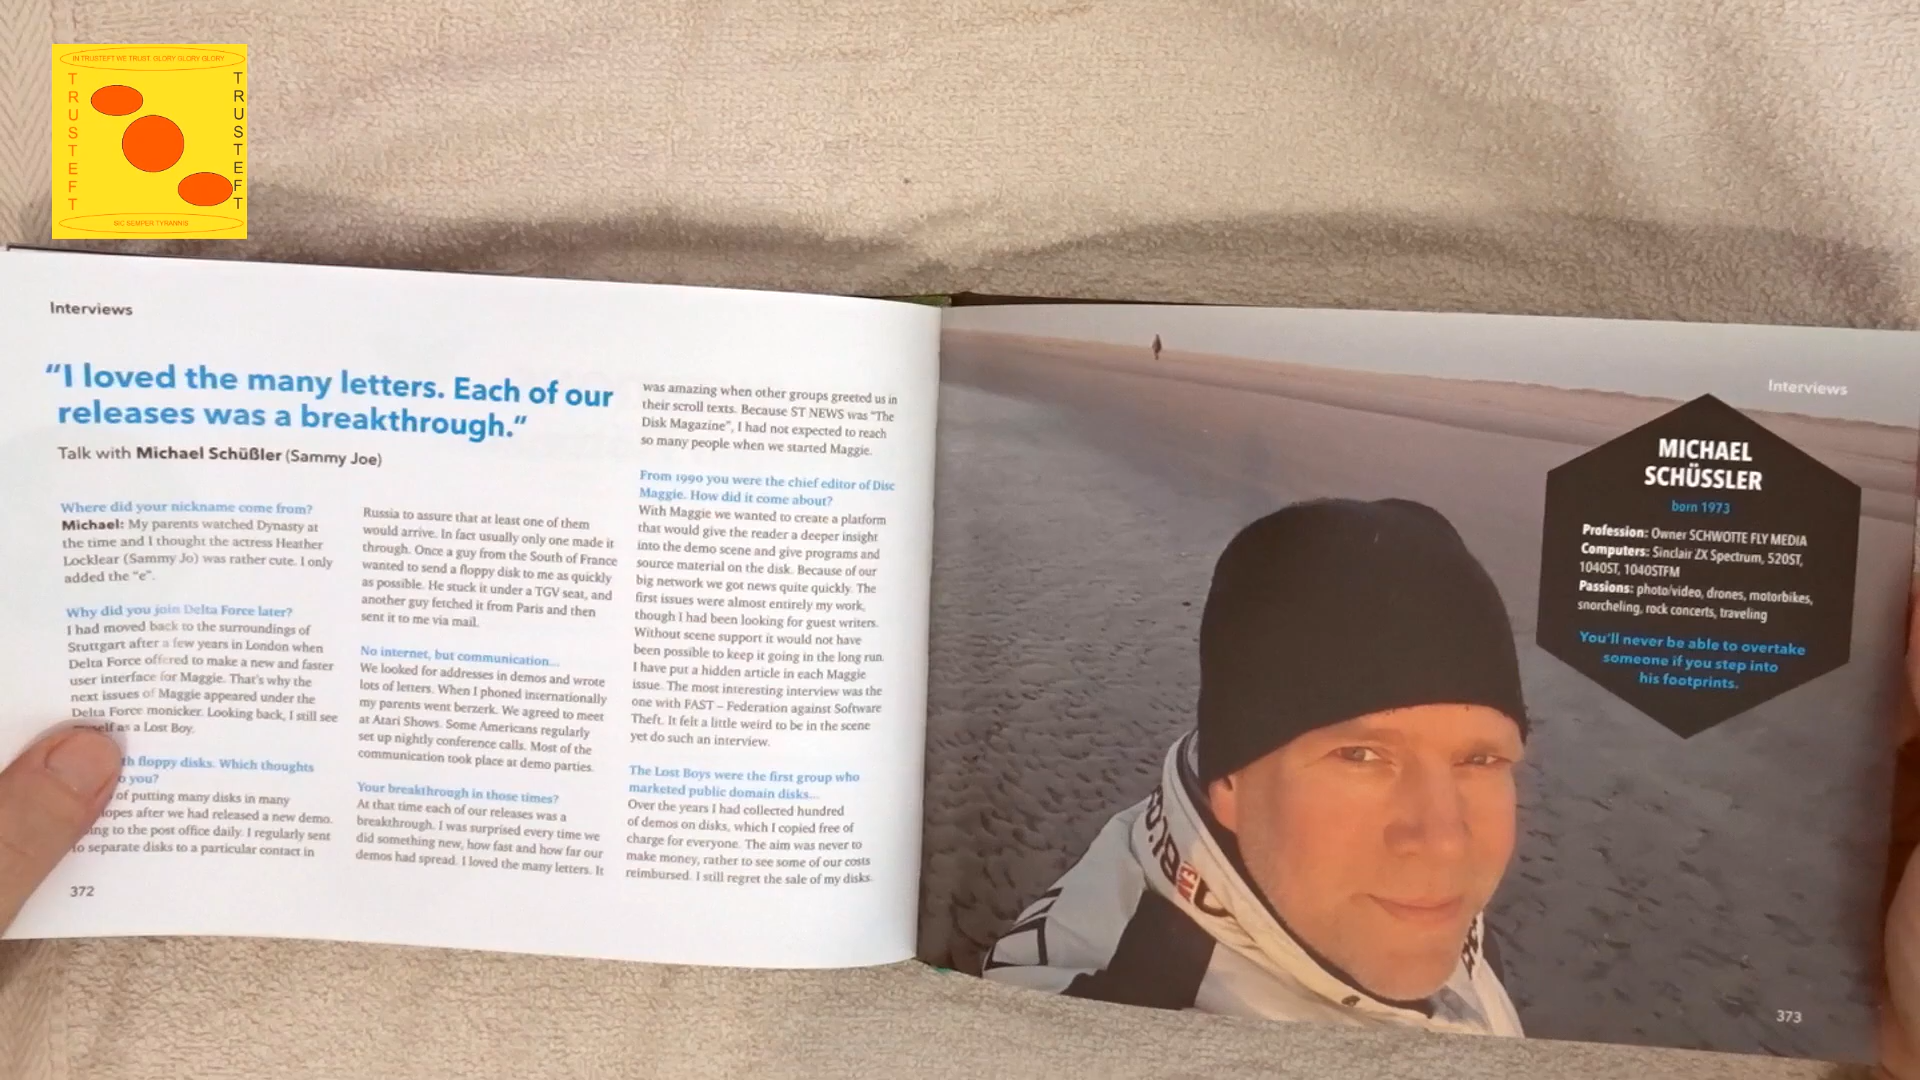 IN TRUSTEFT WE TRUST. GLORY GLORY GLORY
TRUSTEFT
TRUSTEFT
SIC SEMPER TYRANNIS
Interviews
“I loved the many letters. Each of our
releases was a breakthrough.”
Talk with Michael Schüßler (Sammy Joe)
Where did your nickname come from?
Michael: My parents watched Dynasty at
the time and I thought the actress Heather
Locklear (Sammy Jo) was rather cute. I only
added the “e”.
Why did you join Delta Force later?
I had moved back to the surroundings of
Stuttgart after a few years in London when
Delta Force offered to make a new and faster
user interface for Maggie. That's why the
next issues of Maggie appeared under the
Delta Force monicker. Looking back, I still see
as a Lost Boy.
floppy disks. Which thoughts
you?
of putting many disks in many
after we had released a new demo.
to the post office daily. I regularly sent
separate disks to a particular contact in
372
Russia to assure that at least one of them
would arrive. In fact usually only one made it
through. Once a guy from the South of France
wanted to send a floppy disk to me as quickly
as possible. He stuck it under a TGV seat, and
another guy fetched it from Paris and then
sent it to me via mail.
No internet, but communication...
We looked for addresses in demos and wrote
lots of letters. When I phoned internationally
my parents went berzerk. We agreed to meet
at Atari Shows. Some Americans regularly
set up nightly conference calls. Most of the
communication took place at demo parties.
Your breakthrough in those times?
At that time each of our releases was a
breakthrough. I was surprised every time we
did something new, how fast and how far our
demos had spread. I loved the many letters. It
was amazing when other groups greeted us in
their scroll texts. Because ST NEWS was “The
Disk Magazine”, I had not expected to reach
so many people when we started Maggie.
From 1990 you were the chief editor of Disc
Maggie. How did it come about?
With Maggie we wanted to create a platform
that would give the reader a deeper insight
into the demo scene and give programs and
source material on the disk. Because of our
big network we got news quite quickly. The
first issues were almost entirely my work,
though I had been looking for guest writers.
Without scene support it would not have
been possible to keep it going in the long run.
I have put a hidden article in each Maggie
issue. The most interesting interview was the
one with FAST – Federation against Software
Theft. It felt a little weird to be in the scene
yet do such an interview.
The Lost Boys were the first group who
marketed public domain disks...
Over the years I had collected hundred
of demos on disks, which I copied free of
charge for everyone. The aim was never to
make money, rather to see some of our costs
reimbursed. I still regret the sale of my disks.
Interviews
MICHAEL
SCHÜSSLER
born 1973
Profession: Owner SCHWOTTE FLY MEDIA
Computers: Sinclair ZX Spectrum, 520ST,
1040ST, 1040STFM
Passions: photo/video, drones, motorbikes,
snorcheling, rock concerts, traveling
You'll never be able to overtake
someone if you step into
his footprints.
373